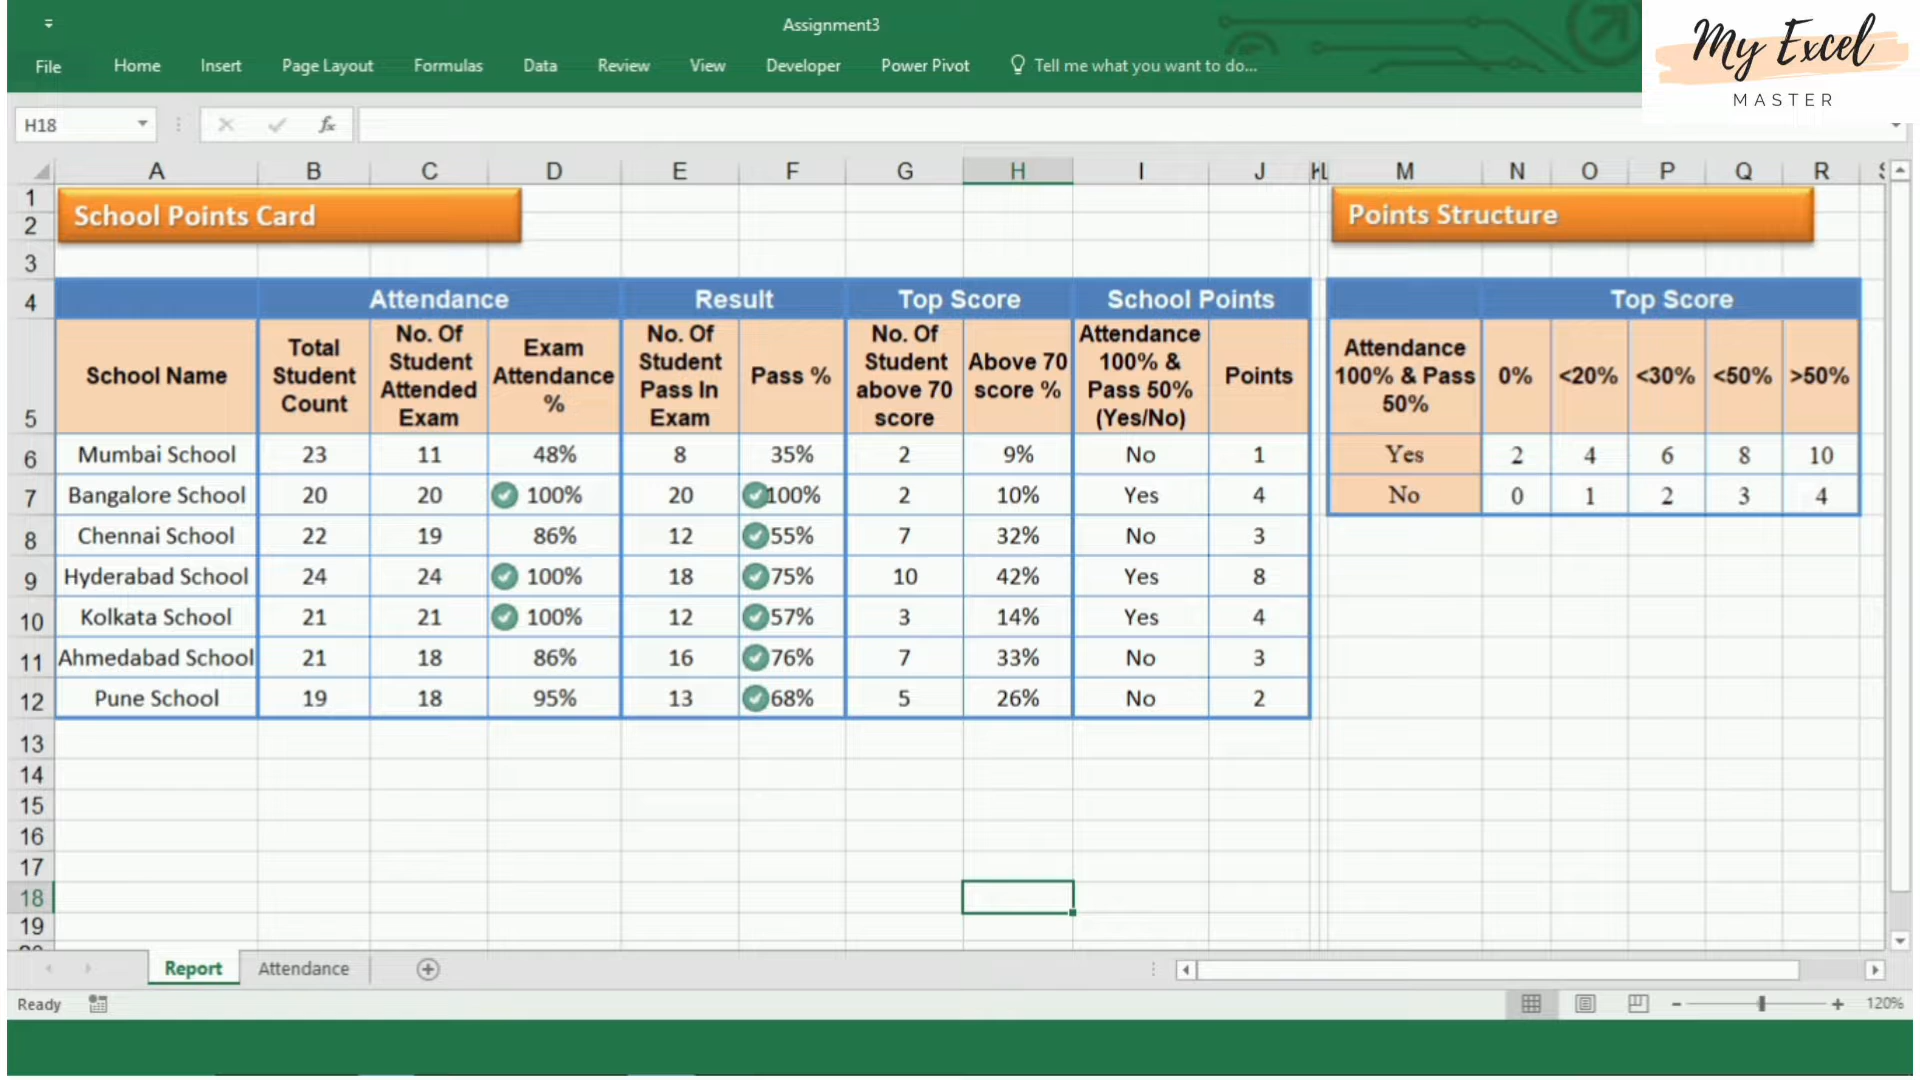 Assignment3
My Excel
MASTER
File Home Insert Page Layout Formulas Data Review View Developer Power Pivot Tell me what you want to do...
H18 fx
A B C D E F G H I J K L M N O P Q R
1
2
School Points Card Points Structure
3
4 Attendance Result Top Score School Points Top Score
5 School Name Total Student Count No. Of Student Attended Exam Exam Attendance % No. Of Student Pass In Exam Pass % No. Of Student above 70 score Above 70 score % Attendance 100% & Pass 50% (Yes/No) Points Attendance 100% & Pass 50% 0% <20% <30% <50% >50%
6 Mumbai School 23 11 48% 8 35% 2 9% No 1 Yes 2 4 6 8 10
7 Bangalore School 20 20 100% 20 100% 2 10% Yes 4 No 0 1 2 3 4
8 Chennai School 22 19 86% 12 55% 7 32% No 3
9 Hyderabad School 24 24 100% 18 75% 10 42% Yes 8
10 Kolkata School 21 21 100% 12 57% 3 14% Yes 4
11 Ahmedabad School 21 18 86% 16 76% 7 33% No 3
12 Pune School 19 18 95% 13 68% 5 26% No 2
13
14
15
16
17
18
19
Report Attendance
Ready 120%